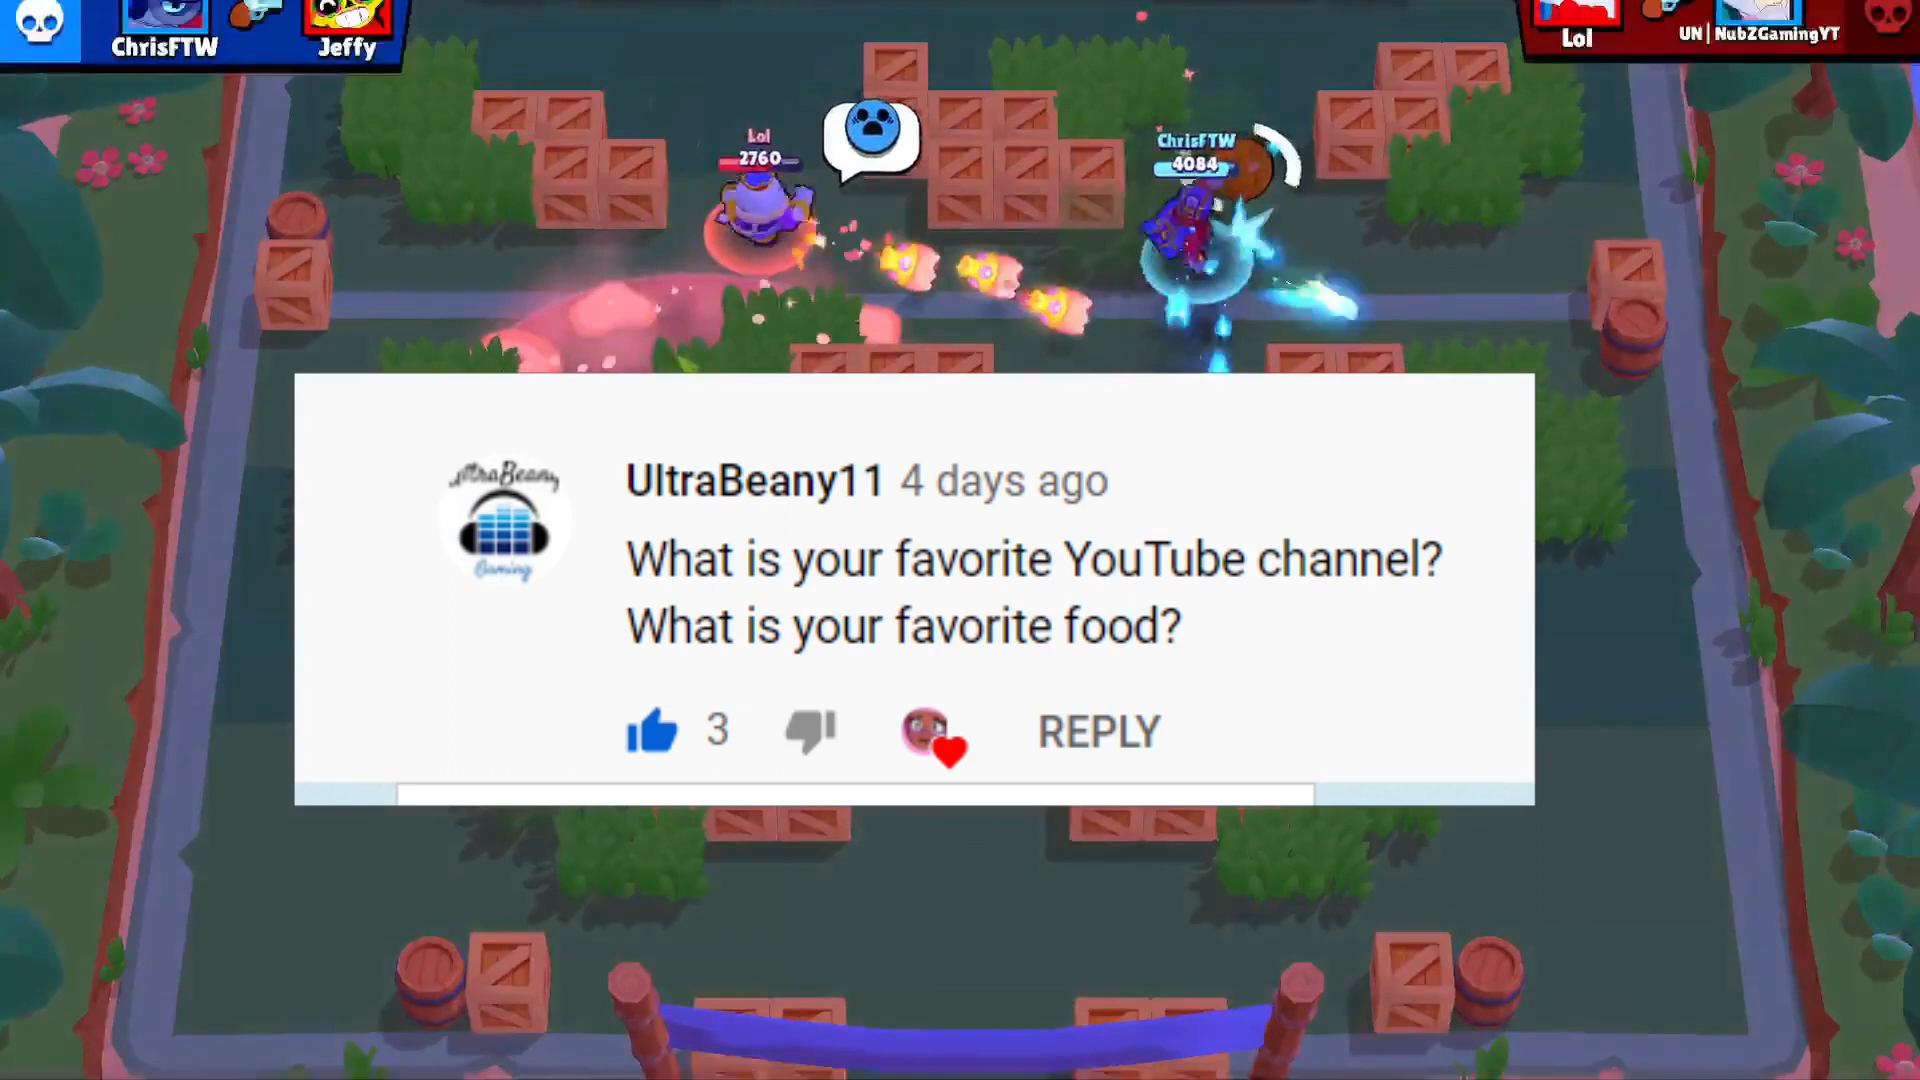 ChrisFTW
Jeffy
Lol
UN | NubZGamingYT
Lol
2760
ChrisFTW
4084
UltraBeany11 4 days ago
What is your favorite YouTube channel?
What is your favorite food?
3
REPLY
Gaming